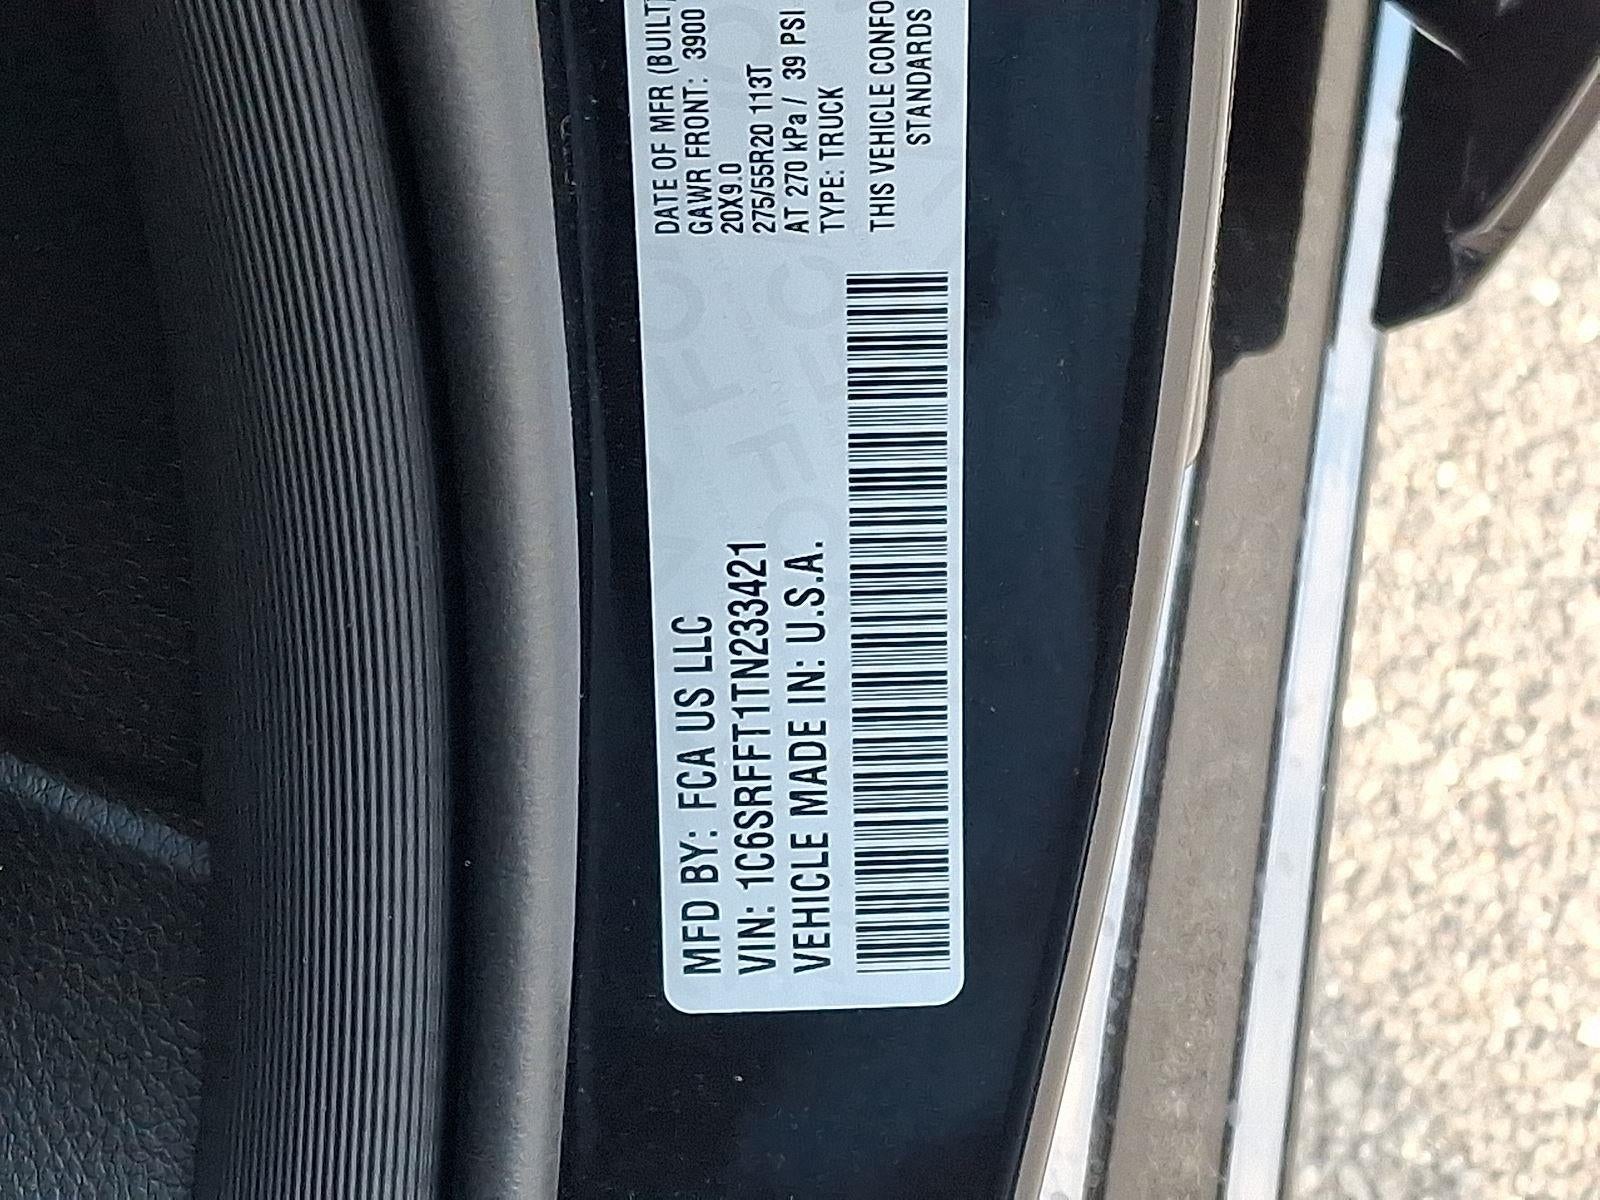 MFD BY: FCA US LLC
VIN: 1C6SRFFT1TN233421
VEHICLE MADE IN: U.S.A.
DATE OF MFR (BUILT
GAWR FRONT: 3900
20X9.0
275/55R20 113T
AT 270 kPa / 39 PSI
TYPE: TRUCK
THIS VEHICLE CONFO
STANDARDS